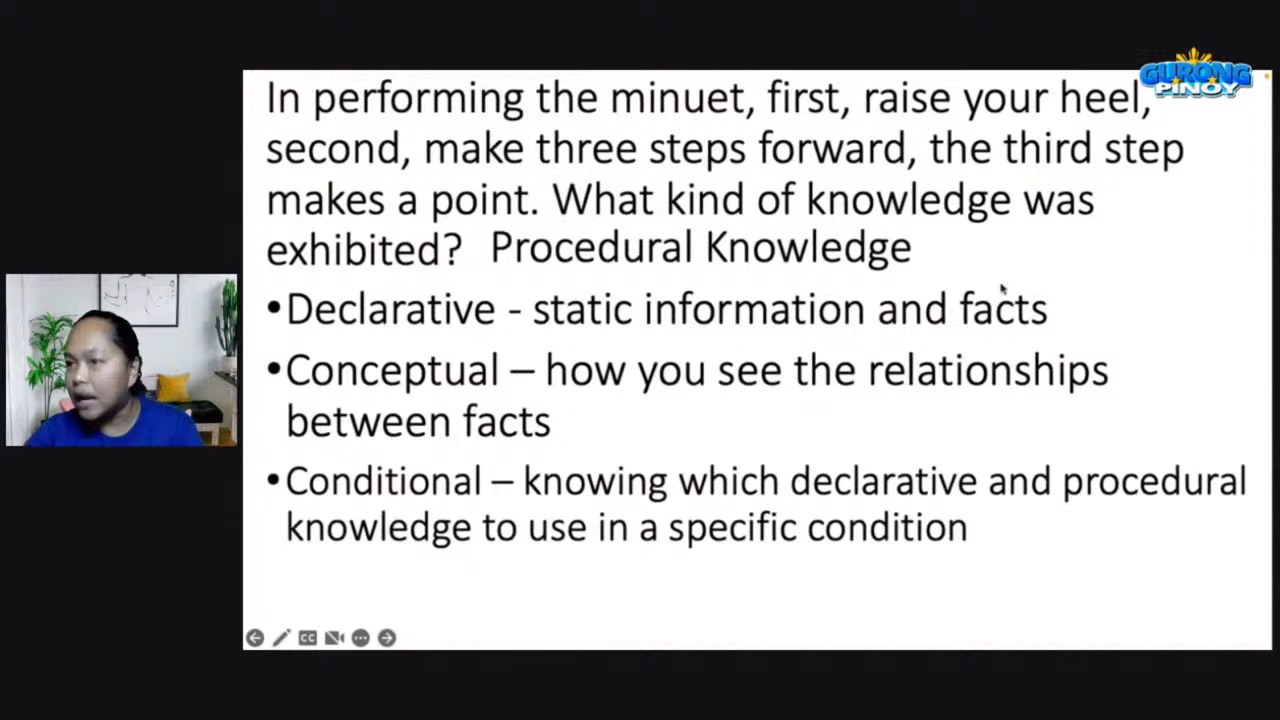 GURONG
PINOY
In performing the minuet, first, raise your heel,
second, make three steps forward, the third step
makes a point. What kind of knowledge was
exhibited? Procedural Knowledge
•Declarative - static information and facts
•Conceptual – how you see the relationships
between facts
•Conditional – knowing which declarative and procedural
knowledge to use in a specific condition
CC